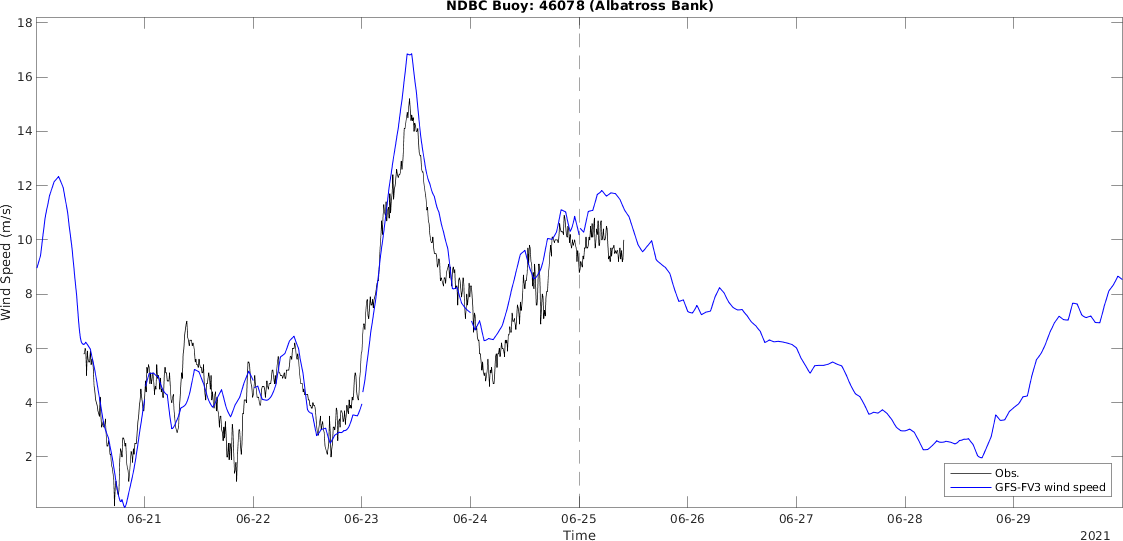 NDBC Buoy: 46078 (Albatross Bank)
18
16
14
12
10
8
6
4
2
Wind Speed (m/s)
06-21 06-22 06-23 06-24 06-25 06-26 06-27 06-28 06-29
Time
2021
Obs.
GFS-FV3 wind speed